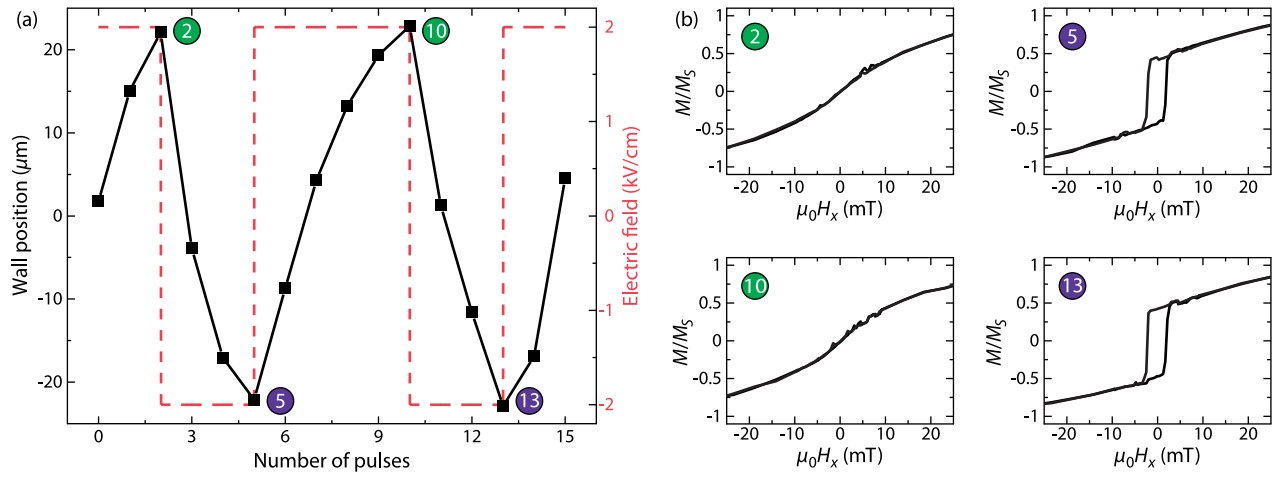 (a)
Wall position (μm)
20
10
0
-10
-20
2
5
10
13
2
1
0
-1
-2
Electric field (kV/cm)
0 3 6 9 12 15
Number of pulses
(b)
2
M/M_S
1
0.5
0
-0.5
-1
-20 -10 0 10 20
μ₀Hₓ (mT)
5
M/M_S
1
0.5
0
-0.5
-1
-20 -10 0 10 20
μ₀Hₓ (mT)
10
M/M_S
1
0.5
0
-0.5
-1
-20 -10 0 10 20
μ₀Hₓ (mT)
13
M/M_S
1
0.5
0
-0.5
-1
-20 -10 0 10 20
μ₀Hₓ (mT)